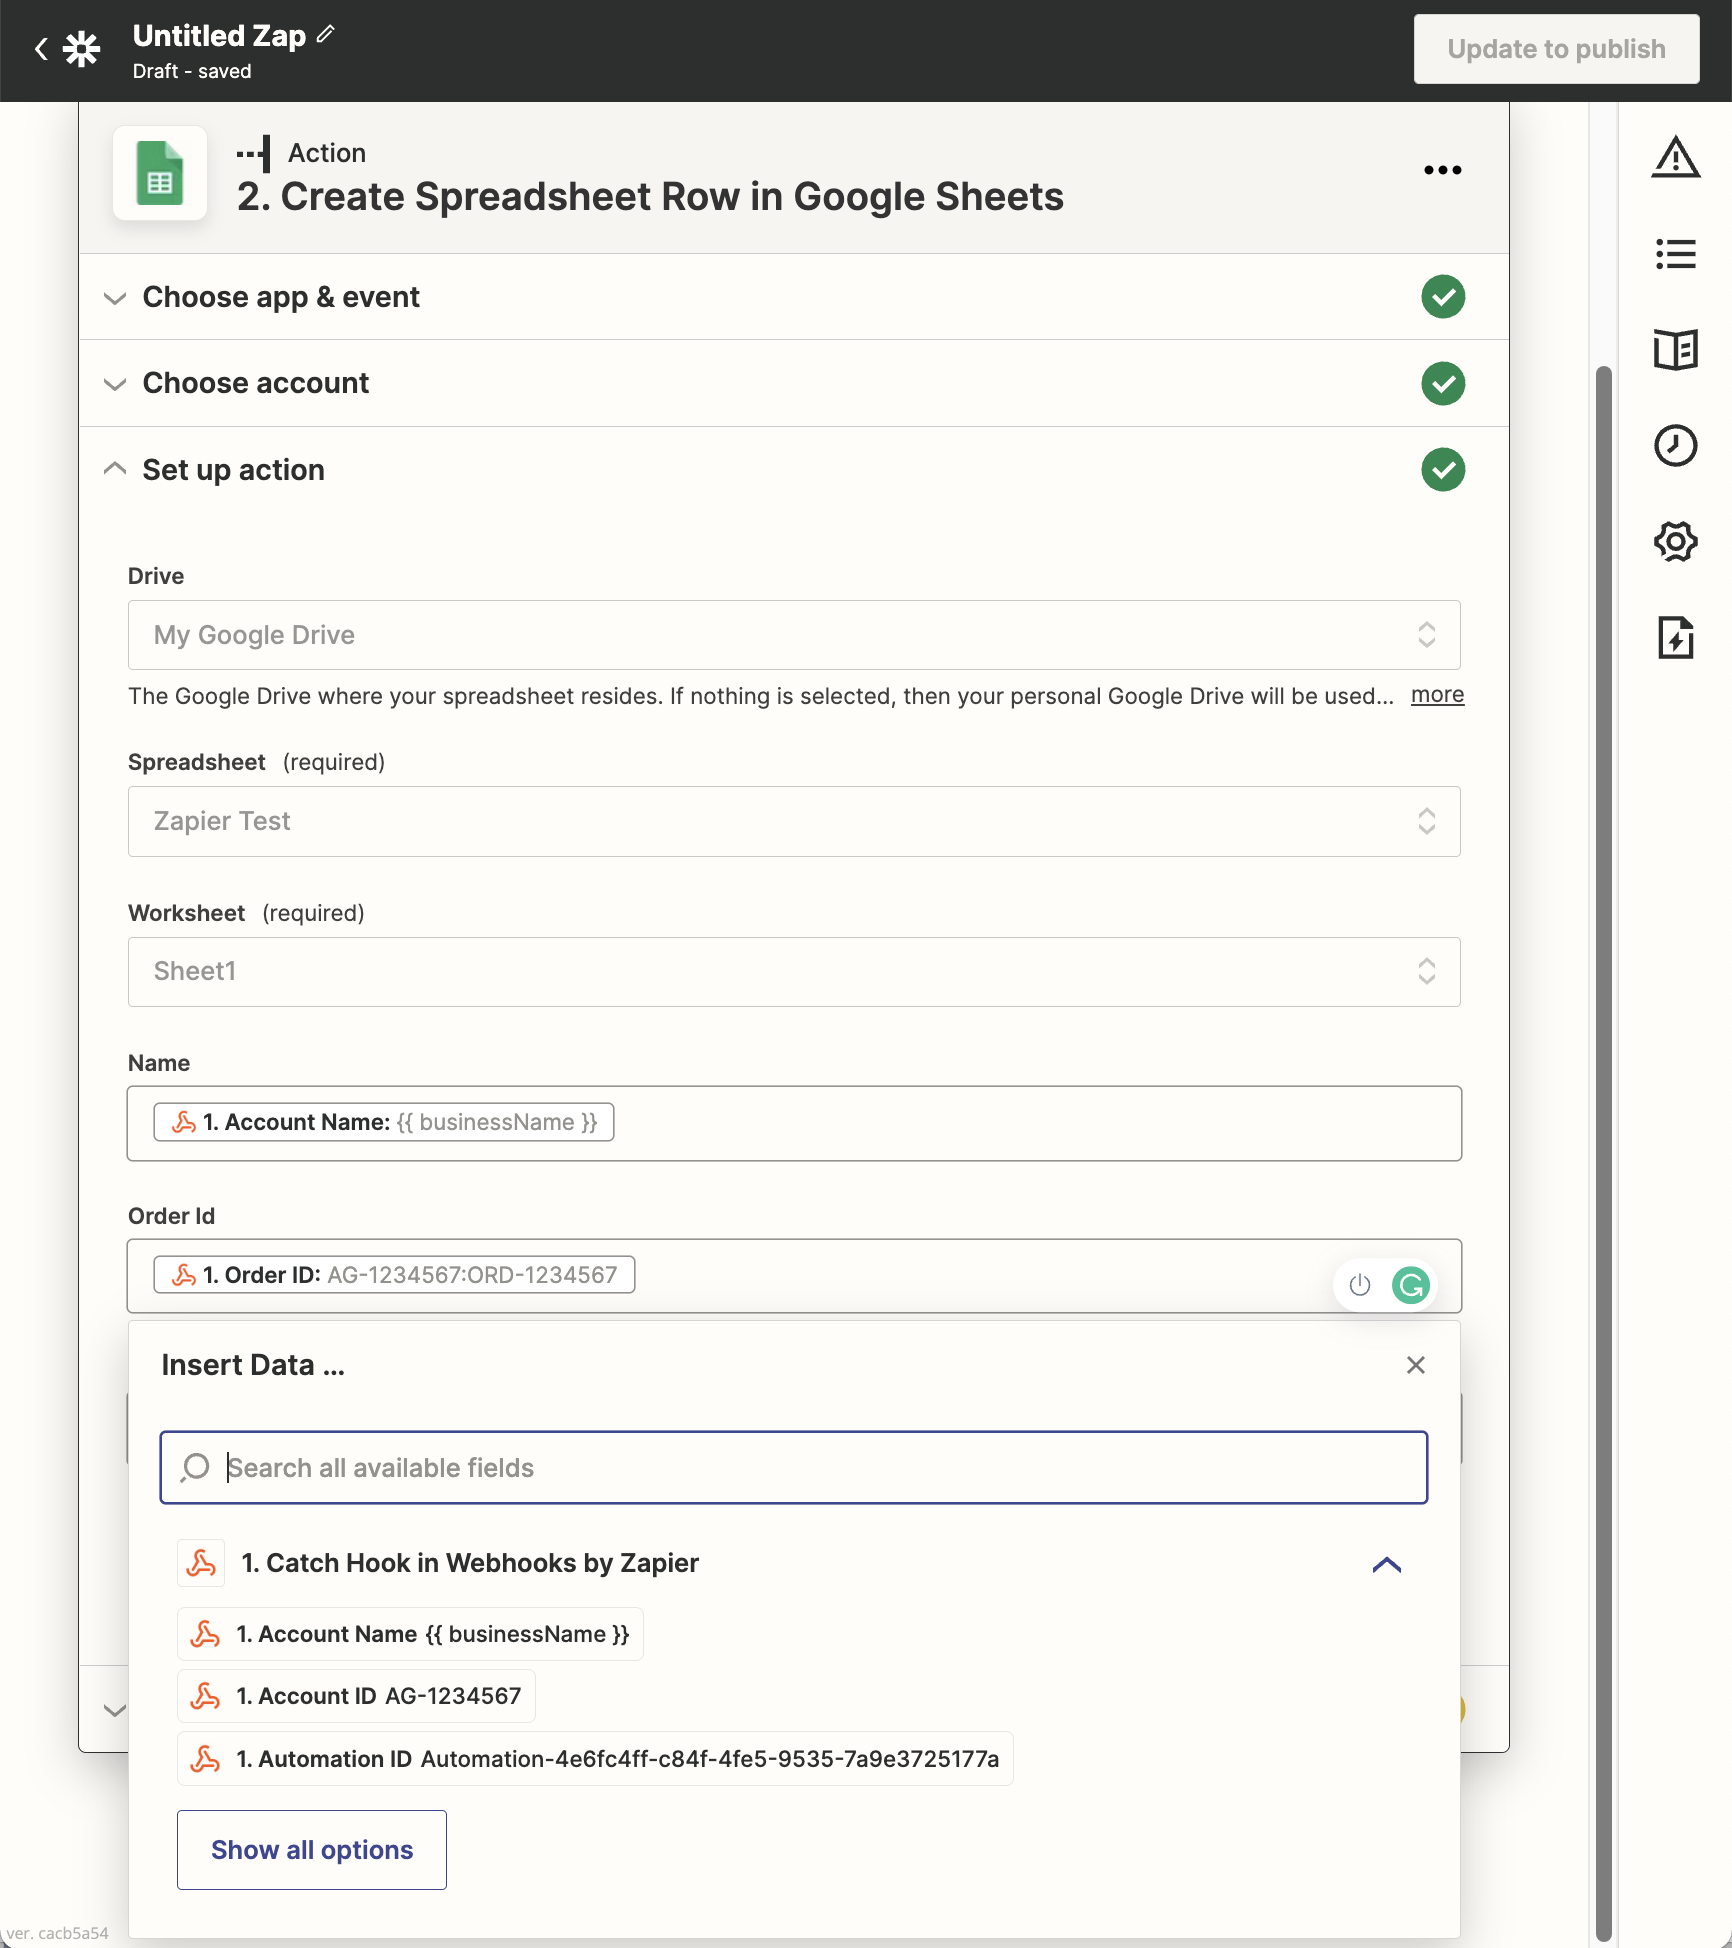 Untitled Zap
Draft - saved
Update to publish
Action
2. Create Spreadsheet Row in Google Sheets
Choose app & event
Choose account
Set up action
Drive
My Google Drive
The Google Drive where your spreadsheet resides. If nothing is selected, then your personal Google Drive will be used... more
Spreadsheet (required)
Zapier Test
Worksheet (required)
Sheet1
Name
1. Account Name: {{ businessName }}
Order Id
1. Order ID: AG-1234567:ORD-1234567
Insert Data ...
Search all available fields
1. Catch Hook in Webhooks by Zapier
1. Account Name {{ businessName }}
1. Account ID AG-1234567
1. Automation ID Automation-4e6fc4ff-c84f-4fe5-9535-7a9e3725177a
Show all options
ver. cacb5a54